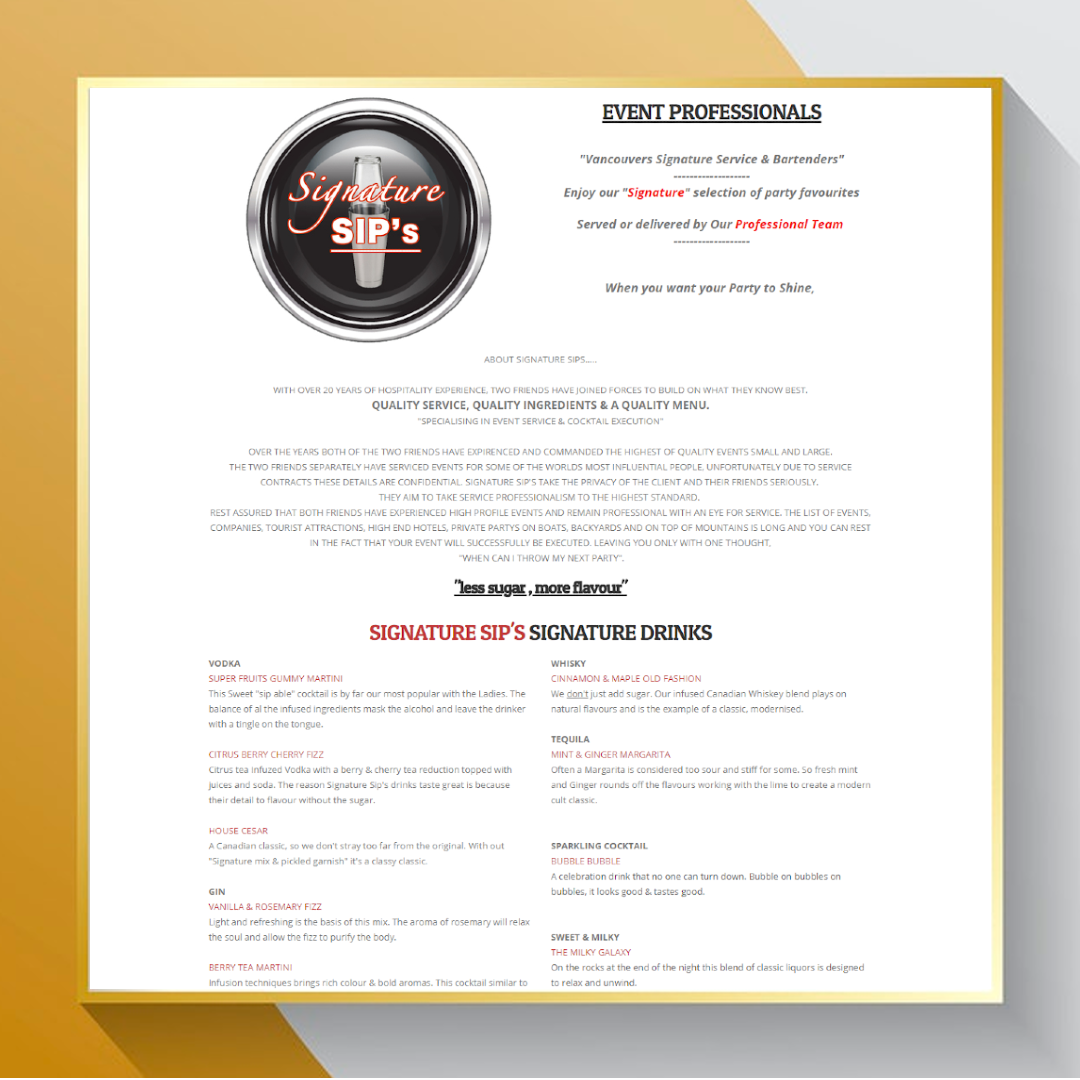 Signature
SIP's
EVENT PROFESSIONALS
"Vancouvers Signature Service & Bartenders"
-------------------
Enjoy our "Signature" selection of party favourites
Served or delivered by Our Professional Team
-------------------
When you want your Party to Shine,
ABOUT SIGNATURE SIPS.....
WITH OVER 20 YEARS OF HOSPITALITY EXPERIENCE, TWO FRIENDS HAVE JOINED FORCES TO BUILD ON WHAT THEY KNOW BEST.
QUALITY SERVICE, QUALITY INGREDIENTS & A QUALITY MENU.
"SPECIALISING IN EVENT SERVICE & COCKTAIL EXECUTION"
OVER THE YEARS BOTH OF THE TWO FRIENDS HAVE EXPIRENCED AND COMMANDED THE HIGHEST OF QUALITY EVENTS SMALL AND LARGE.
THE TWO FRIENDS SEPARATELY HAVE SERVICED EVENTS FOR SOME OF THE WORLDS MOST INFLUENTIAL PEOPLE. UNFORTUNATELY DUE TO SERVICE
CONTRACTS THESE DETAILS ARE CONFIDENTIAL. SIGNATURE SIP'S TAKE THE PRIVACY OF THE CLIENT AND THEIR FRIENDS SERIOUSLY.
THEY AIM TO TAKE SERVICE PROFESSIONALISM TO THE HIGHEST STANDARD.
REST ASSURED THAT BOTH FRIENDS HAVE EXPERIENCED HIGH PROFILE EVENTS AND REMAIN PROFESSIONAL WITH AN EYE FOR SERVICE. THE LIST OF EVENTS,
COMPANIES, TOURIST ATTRACTIONS, HIGH END HOTELS, PRIVATE PARTYS ON BOATS, BACKYARDS AND ON TOP OF MOUNTAINS IS LONG AND YOU CAN REST
IN THE FACT THAT YOUR EVENT WILL SUCCESSFULLY BE EXECUTED. LEAVING YOU ONLY WITH ONE THOUGHT,
"WHEN CAN I THROW MY NEXT PARTY".
"less sugar , more flavour"
SIGNATURE SIP'S SIGNATURE DRINKS
VODKA
SUPER FRUITS GUMMY MARTINI
This Sweet "sip able" cocktail is by far our most popular with the Ladies. The
balance of al the infused ingredients mask the alcohol and leave the drinker
with a tingle on the tongue.
CITRUS BERRY CHERRY FIZZ
Citrus tea infuzed Vodka with a berry & cherry tea reduction topped with
juices and soda. The reason Signature Sip's drinks taste great is because
their detail to flavour without the sugar.
HOUSE CESAR
A Canadian classic, so we don't stray too far from the original. With out
"Signature mix & pickled garnish" it's a classy classic.
GIN
VANILLA & ROSEMARY FIZZ
Light and refreshing is the basis of this mix. The aroma of rosemary will relax
the soul and allow the fizz to purify the body.
BERRY TEA MARTINI
Infusion techniques brings rich colour & bold aromas. This cocktail similar to
WHISKY
CINNAMON & MAPLE OLD FASHION
We don't just add sugar. Our infused Canadian Whiskey blend plays on
natural flavours and is the example of a classic, modernised.
TEQUILA
MINT & GINGER MARGARITA
Often a Margarita is considered too sour and stiff for some. So fresh mint
and Ginger rounds off the flavours working with the lime to create a modern
cult classic.
SPARKLING COCKTAIL
BUBBLE BUBBLE
A celebration drink that no one can turn down. Bubble on bubbles on
bubbles, it looks good & tastes good.
SWEET & MILKY
THE MILKY GALAXY
On the rocks at the end of the night this blend of classic liquors is designed
to relax and unwind.